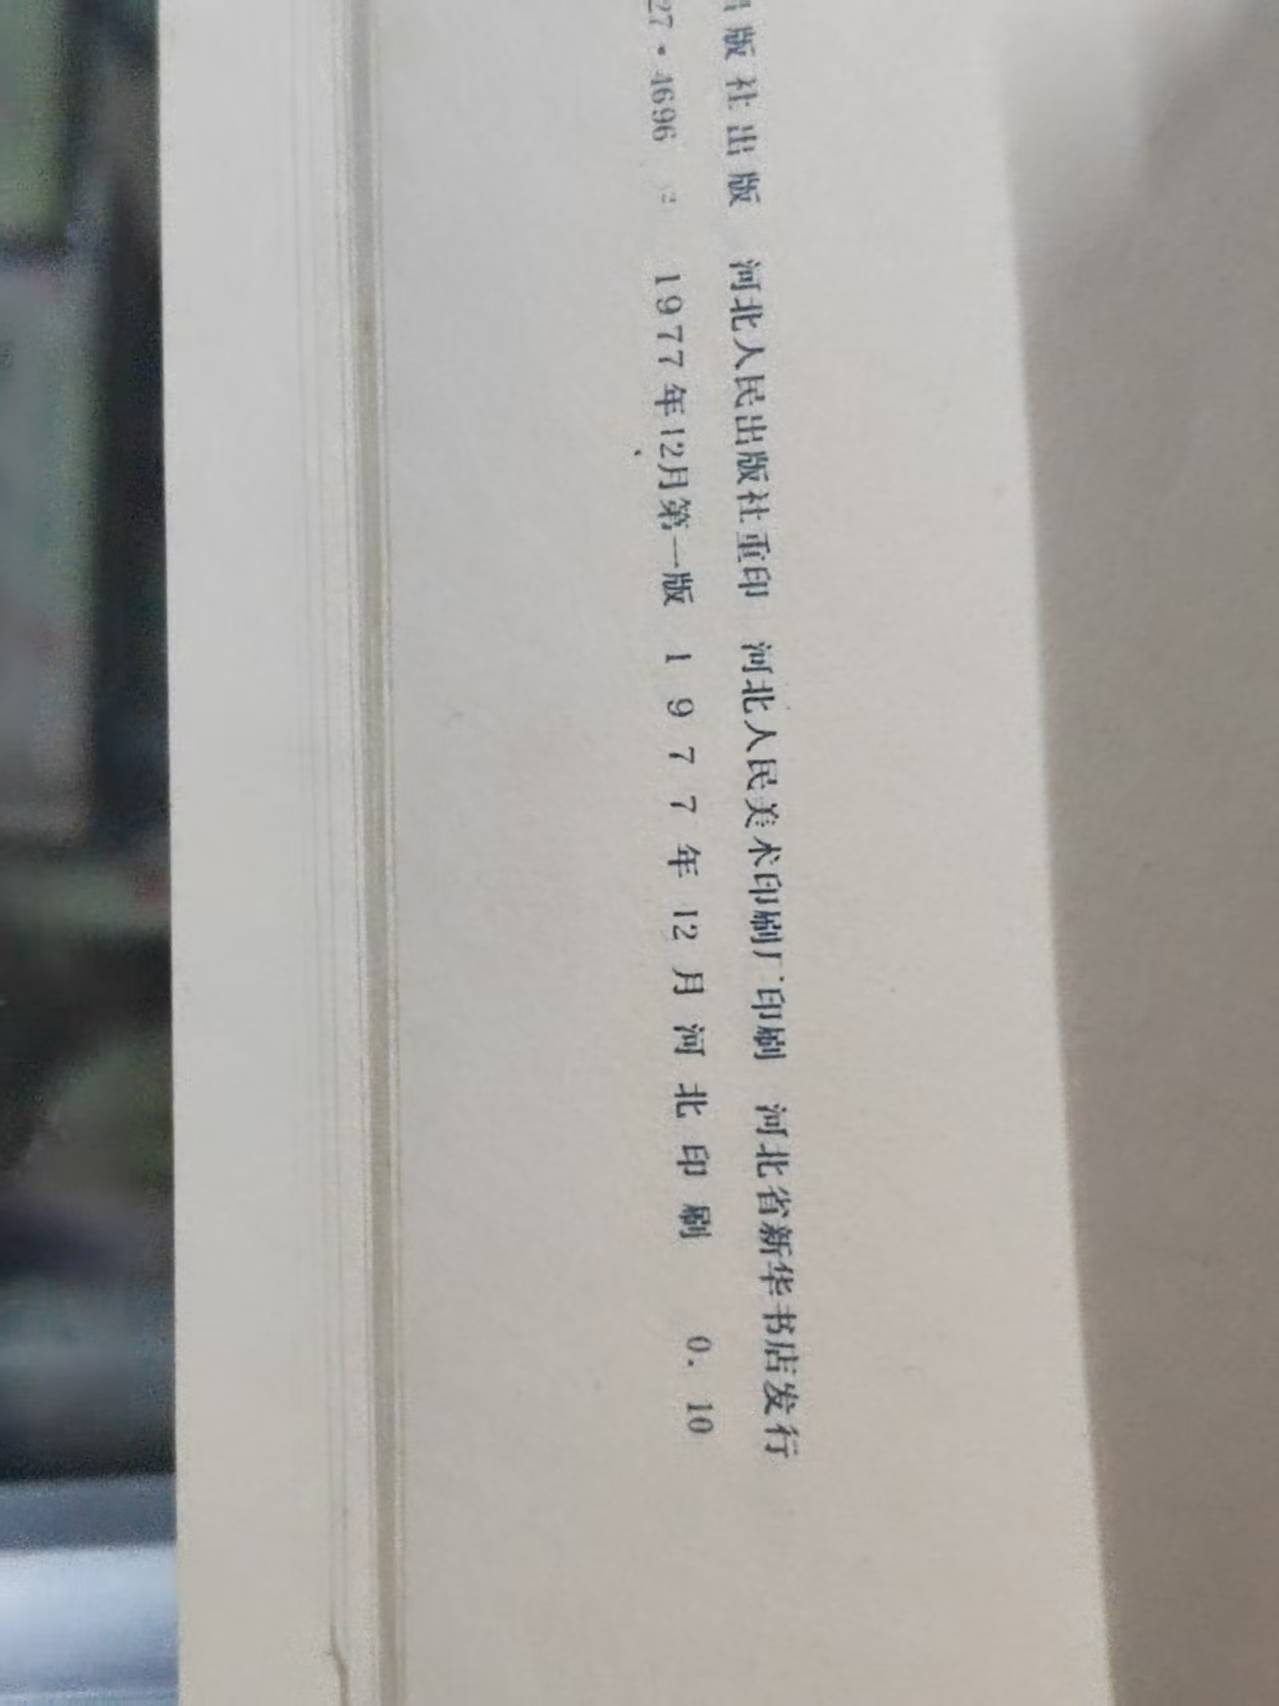 版社出版 河北人民出版社重印 河北人民美术印刷厂印刷 河北省新华书店发行
27·4696 1977年12月第一版 1977年12月河北印刷 0.10